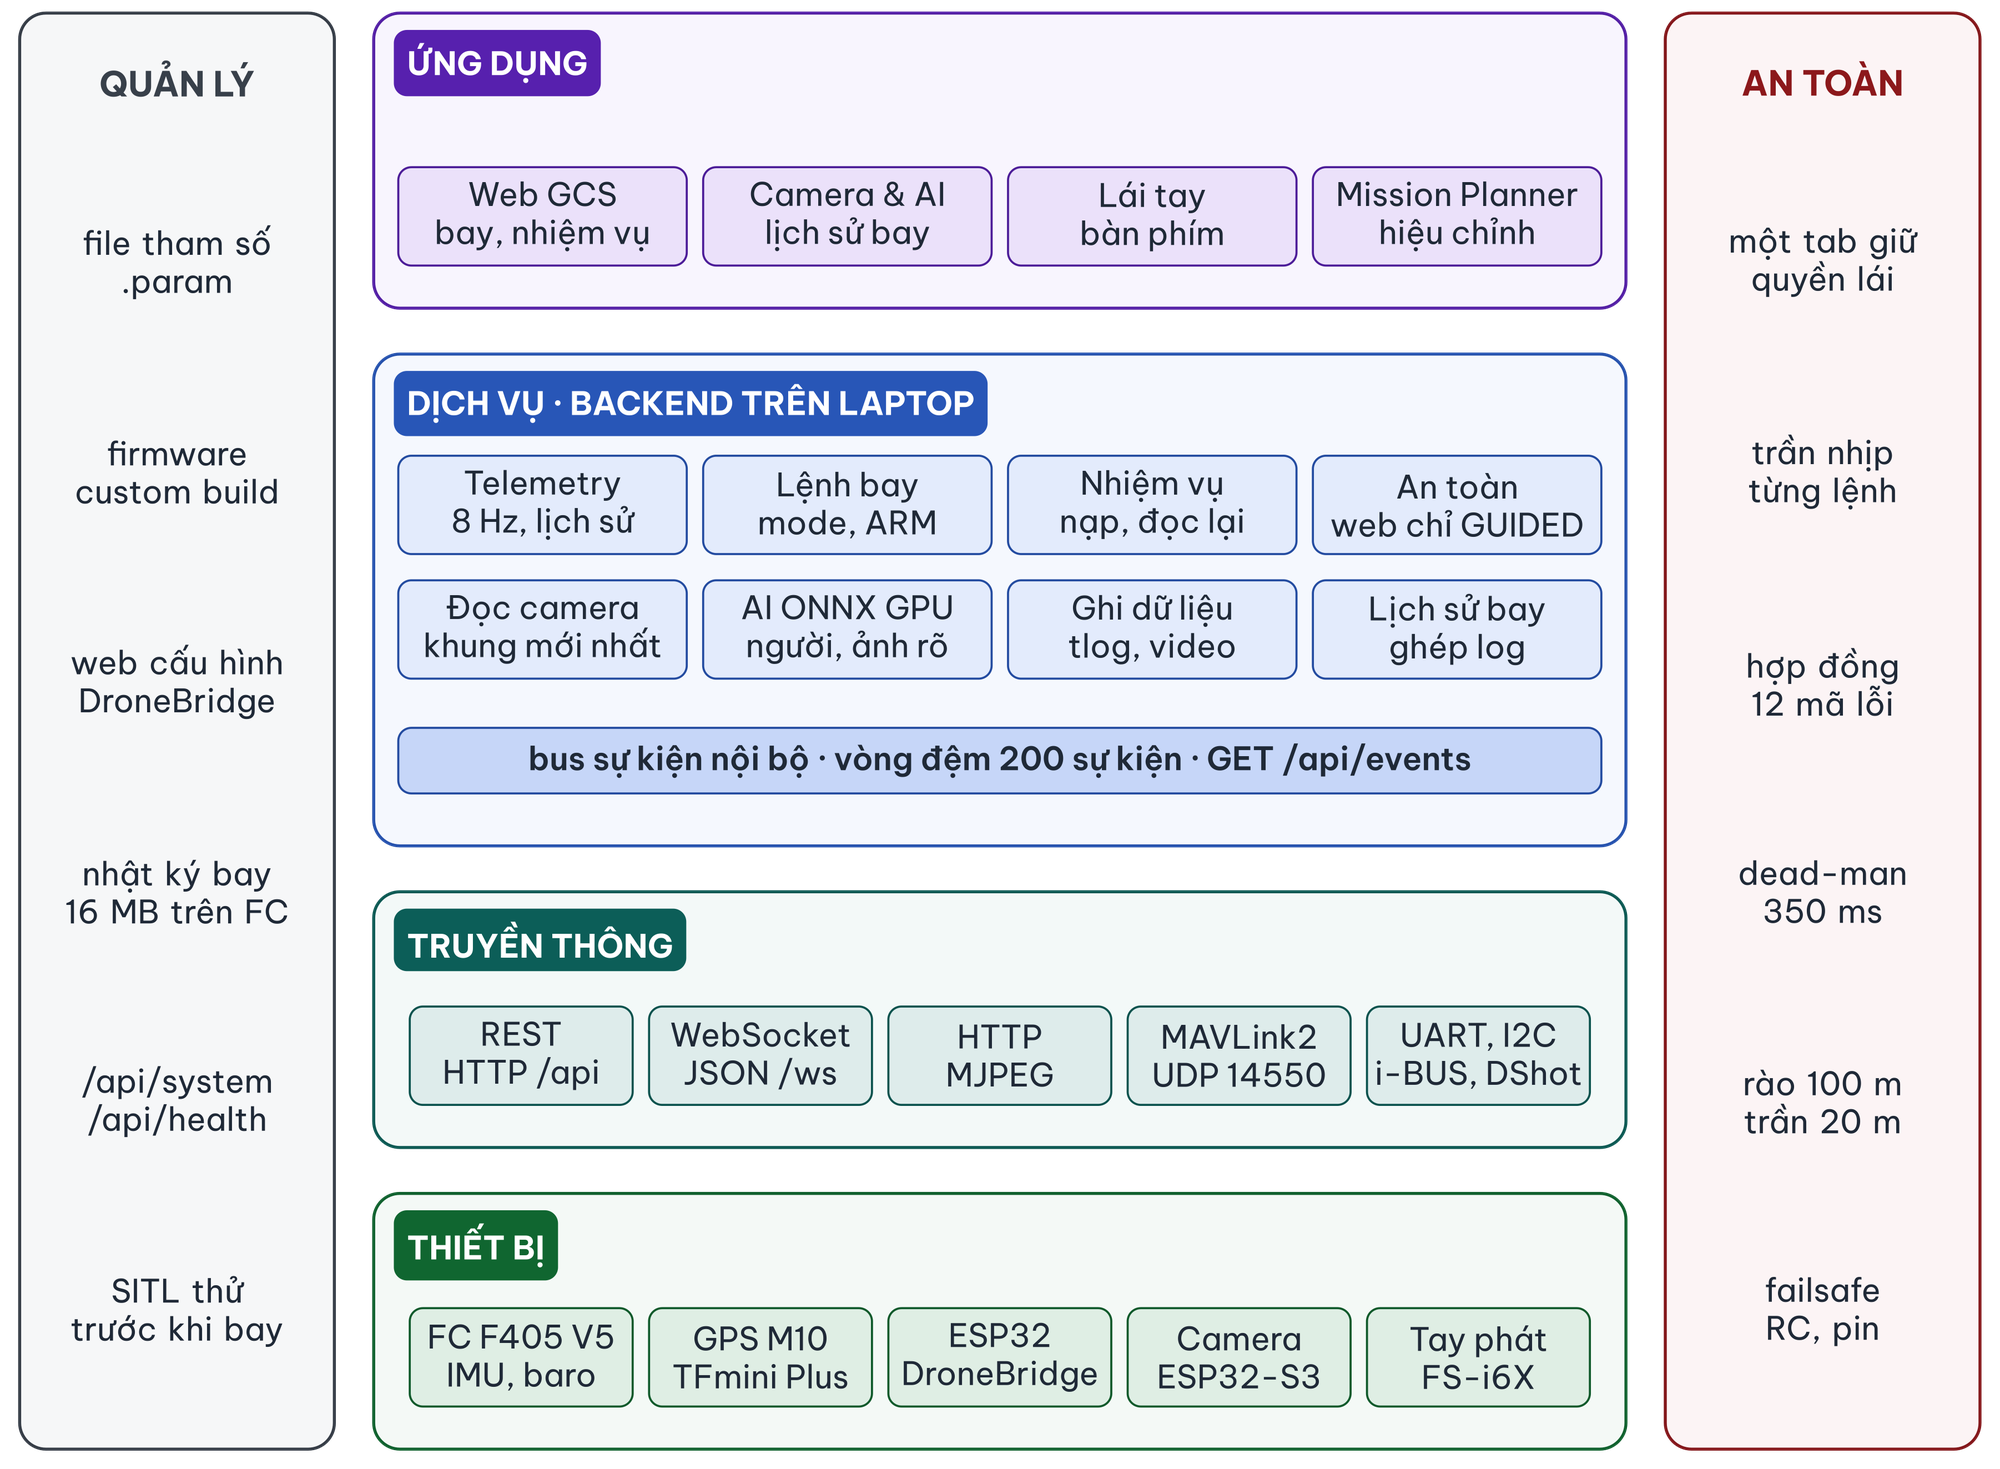 QUẢN LÝ
file tham số
.param
firmware
custom build
web cấu hình
DroneBridge
nhật ký bay
16 MB trên FC
/api/system
/api/health
SITL thử
trước khi bay
ỨNG DỤNG
Web GCS
bay, nhiệm vụ
Camera & AI
lịch sử bay
Lái tay
bàn phím
Mission Planner
hiệu chỉnh
DỊCH VỤ · BACKEND TRÊN LAPTOP
Telemetry
8 Hz, lịch sử
Lệnh bay
mode, ARM
Nhiệm vụ
nạp, đọc lại
An toàn
web chỉ GUIDED
Đọc camera
khung mới nhất
AI ONNX GPU
người, ảnh rõ
Ghi dữ liệu
tlog, video
Lịch sử bay
ghép log
bus sự kiện nội bộ · vòng đệm 200 sự kiện · GET /api/events
TRUYỀN THÔNG
REST
HTTP /api
WebSocket
JSON /ws
HTTP
MJPEG
MAVLink2
UDP 14550
UART, I2C
i-BUS, DShot
THIẾT BỊ
FC F405 V5
IMU, baro
GPS M10
TFmini Plus
ESP32
DroneBridge
Camera
ESP32-S3
Tay phát
FS-i6X
AN TOÀN
một tab giữ
quyền lái
trần nhịp
từng lệnh
hợp đồng
12 mã lỗi
dead-man
350 ms
rào 100 m
trần 20 m
failsafe
RC, pin